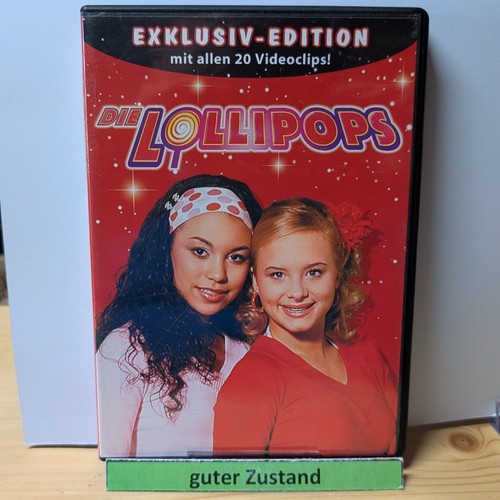 EXKLUSIV-EDITION
mit allen 20 Videoclips!
DIE LOLLIPOPS
guter Zustand